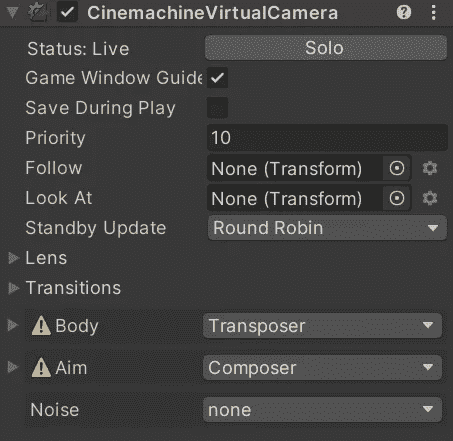 CinemachineVirtualCamera
Status: Live Solo
Game Window Guide
Save During Play
Priority 10
Follow None (Transform)
Look At None (Transform)
Standby Update Round Robin
Lens
Transitions
Body Transposer
Aim Composer
Noise none